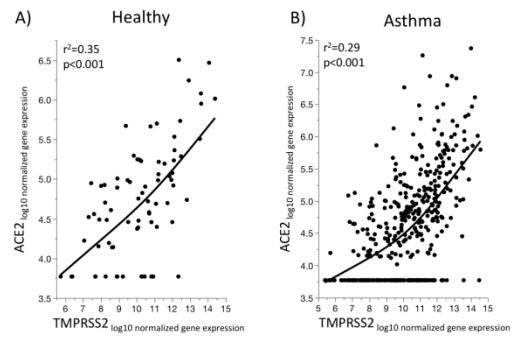 A) Healthy
r²=0.35
p<0.001
ACE2 log10 normalized gene expression
6.5
6.0
5.5
5.0
4.5
4.0
3.5
6 7 8 9 10 11 12 13 14 15
TMPRSS2 log10 normalized gene expression
B) Asthma
r²=0.29
p<0.001
ACE2 log10 normalized gene expression
7.5
7.0
6.5
6.0
5.5
5.0
4.5
4.0
3.5
5 6 7 8 9 10 11 12 13 14 15
TMPRSS2 log10 normalized gene expression